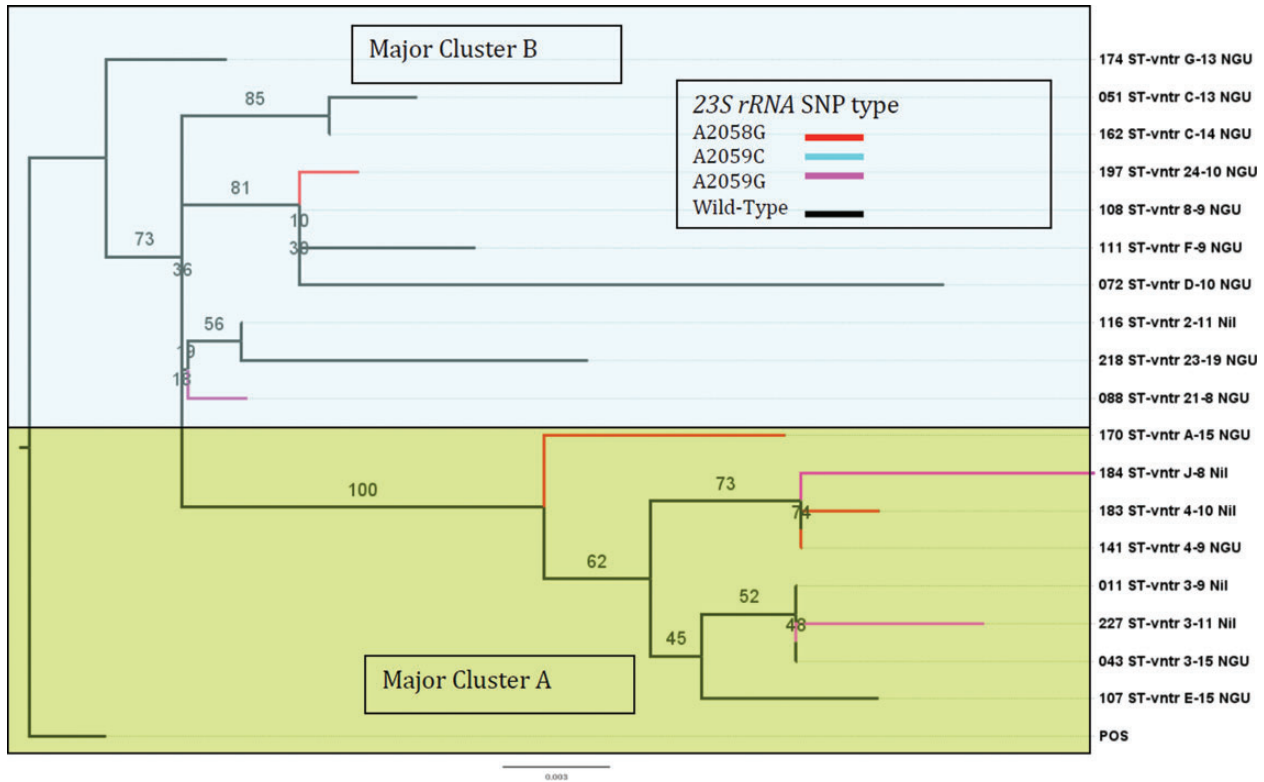 Major Cluster B
23S rRNA SNP type
A2058G
A2059C
A2059G
Wild-Type
174 ST-vntr G-13 NGU
85
051 ST-vntr C-13 NGU
162 ST-vntr C-14 NGU
197 ST-vntr 24-10 NGU
81
108 ST-vntr 8-9 NGU
10
73
111 ST-vntr F-9 NGU
30
36
072 ST-vntr D-10 NGU
116 ST-vntr 2-11 Nil
56
19
218 ST-vntr 23-19 NGU
18
088 ST-vntr 21-8 NGU
170 ST-vntr A-15 NGU
184 ST-vntr J-8 Nil
100
73
183 ST-vntr 4-10 Nil
74
141 ST-vntr 4-9 NGU
62
011 ST-vntr 3-9 Nil
52
227 ST-vntr 3-11 Nil
48
45
043 ST-vntr 3-15 NGU
Major Cluster A
107 ST-vntr E-15 NGU
POS
0.003